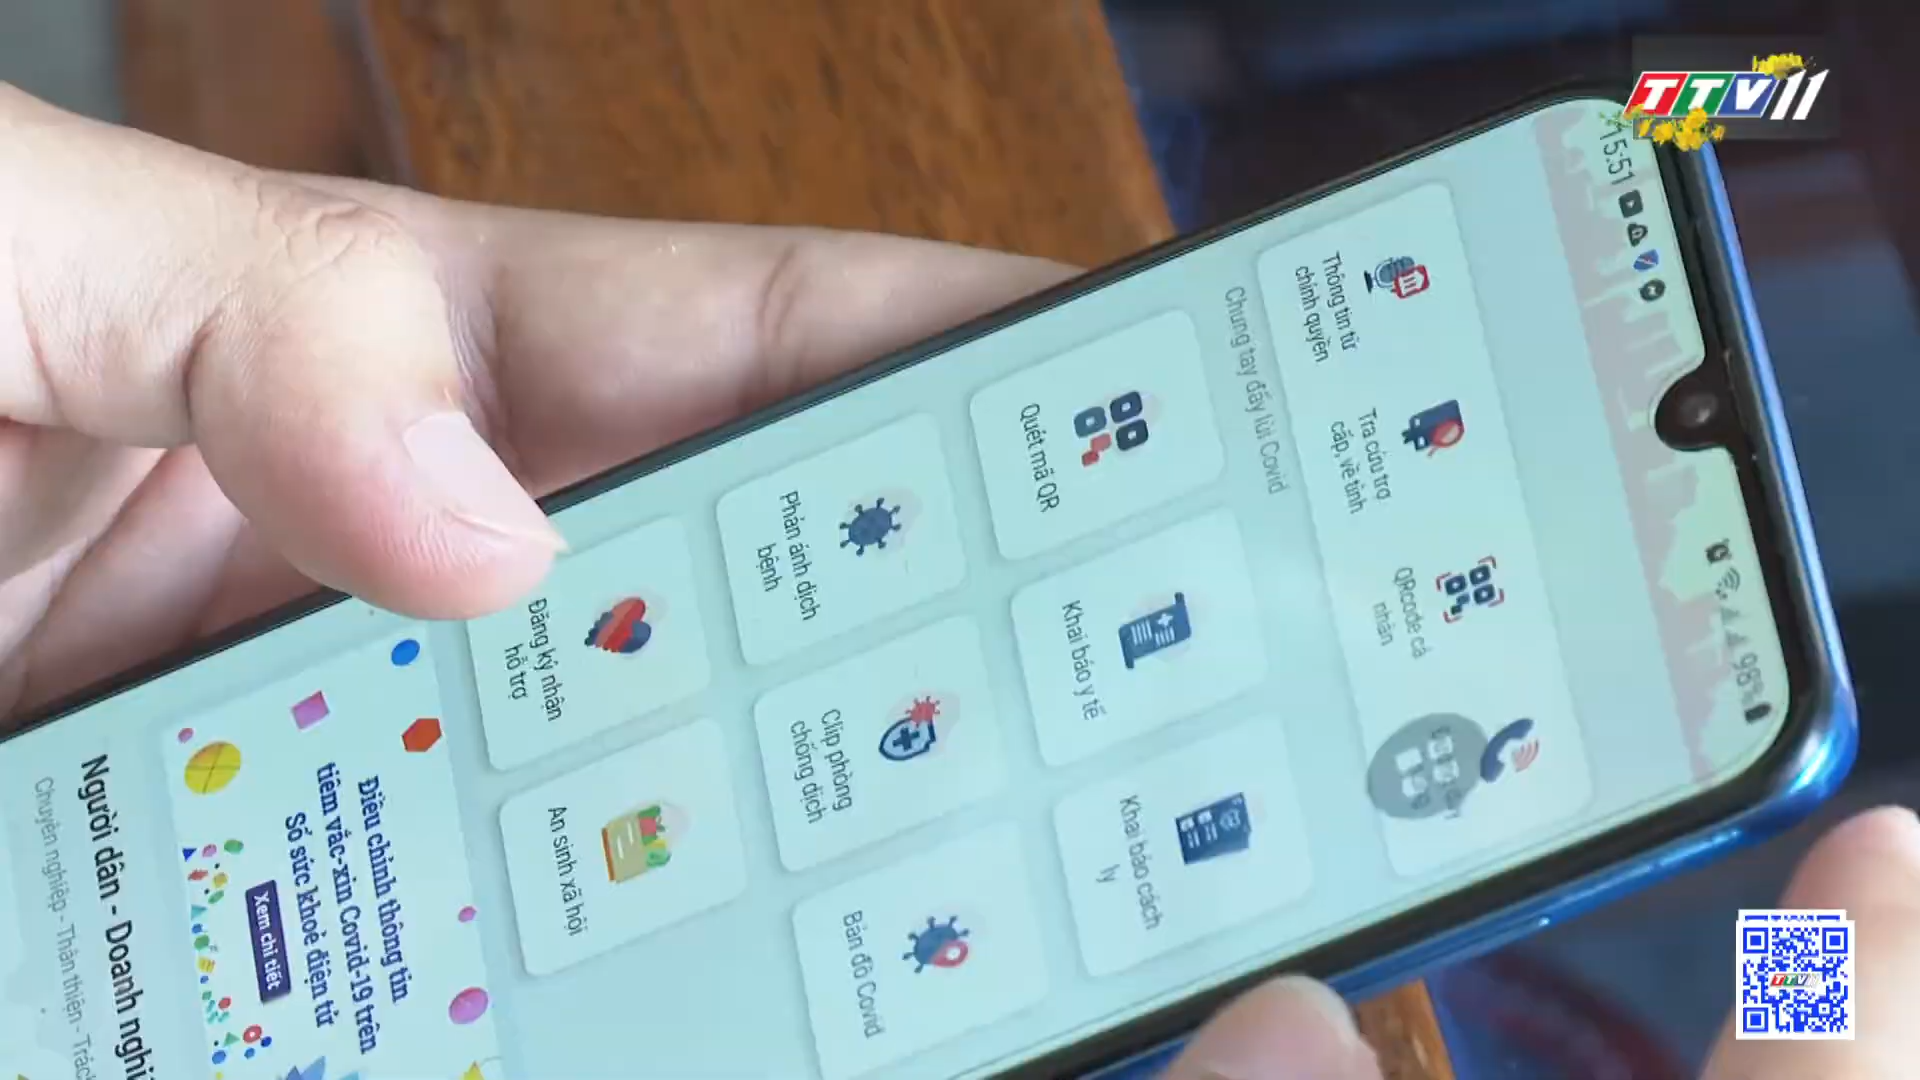 TTV11
15:51
98%
Thông tin từ
chính quyền
Tra cứu trợ
cấp, về tỉnh
QRcode cá
nhân
Chung tay đẩy lùi Covid
Quét mã QR
Khai báo y tế
Khai báo cách
ly
Phản ánh dịch
bệnh
Clip phòng
chống dịch
Bản đồ Covid
Đăng ký nhận
hỗ trợ
An sinh xã hội
Điều chỉnh thông tin
tiêm vắc-xin Covid-19 trên
Sổ sức khoẻ điện tử
Xem chi tiết
Người dân - Doanh nghi
Chuyên nghiệp - Thân thiện - Trác
TTV11